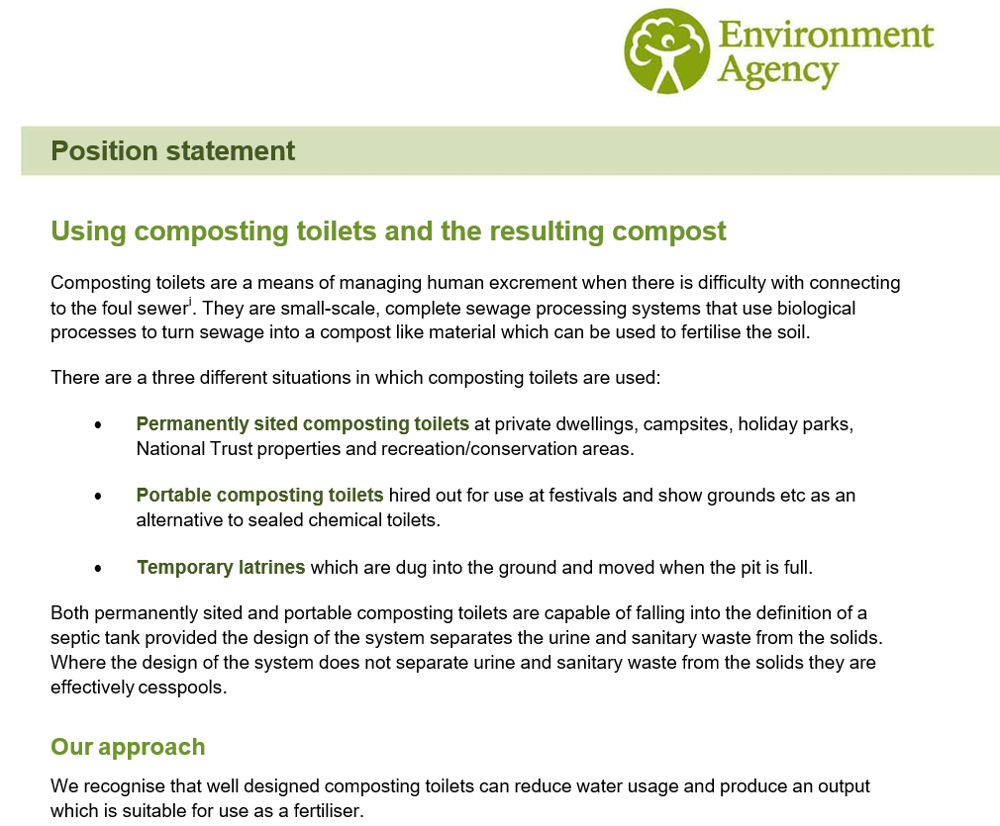 Environment
Agency
Position statement
Using composting toilets and the resulting compost
Composting toilets are a means of managing human excrement when there is difficulty with connecting
to the foul sewerⁱ. They are small-scale, complete sewage processing systems that use biological
processes to turn sewage into a compost like material which can be used to fertilise the soil.
There are a three different situations in which composting toilets are used:
• Permanently sited composting toilets at private dwellings, campsites, holiday parks,
National Trust properties and recreation/conservation areas.
• Portable composting toilets hired out for use at festivals and show grounds etc as an
alternative to sealed chemical toilets.
• Temporary latrines which are dug into the ground and moved when the pit is full.
Both permanently sited and portable composting toilets are capable of falling into the definition of a
septic tank provided the design of the system separates the urine and sanitary waste from the solids.
Where the design of the system does not separate urine and sanitary waste from the solids they are
effectively cesspools.
Our approach
We recognise that well designed composting toilets can reduce water usage and produce an output
which is suitable for use as a fertiliser.